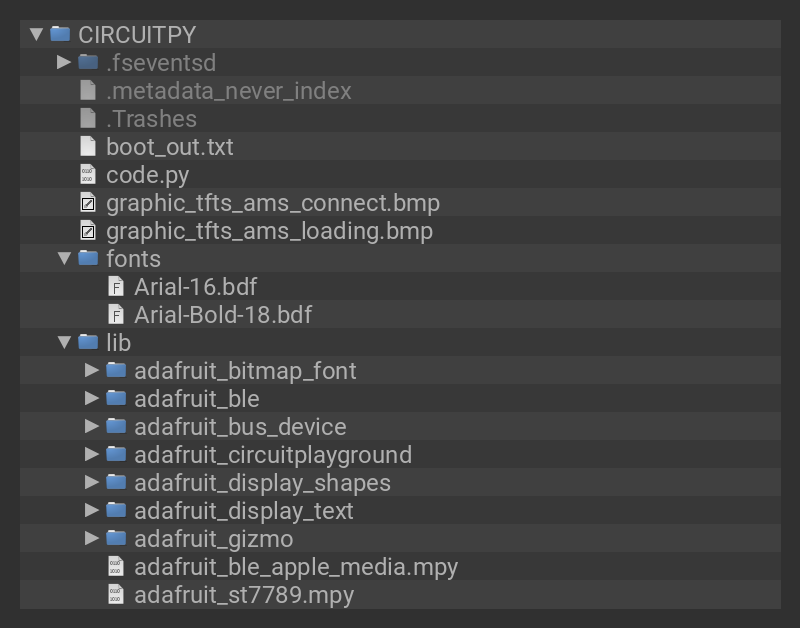 CIRCUITPY
.fseventsd
.metadata_never_index
.Trashes
boot_out.txt
code.py
graphic_tfts_ams_connect.bmp
graphic_tfts_ams_loading.bmp
fonts
Arial-16.bdf
Arial-Bold-18.bdf
lib
adafruit_bitmap_font
adafruit_ble
adafruit_bus_device
adafruit_circuitplayground
adafruit_display_shapes
adafruit_display_text
adafruit_gizmo
adafruit_ble_apple_media.mpy
adafruit_st7789.mpy